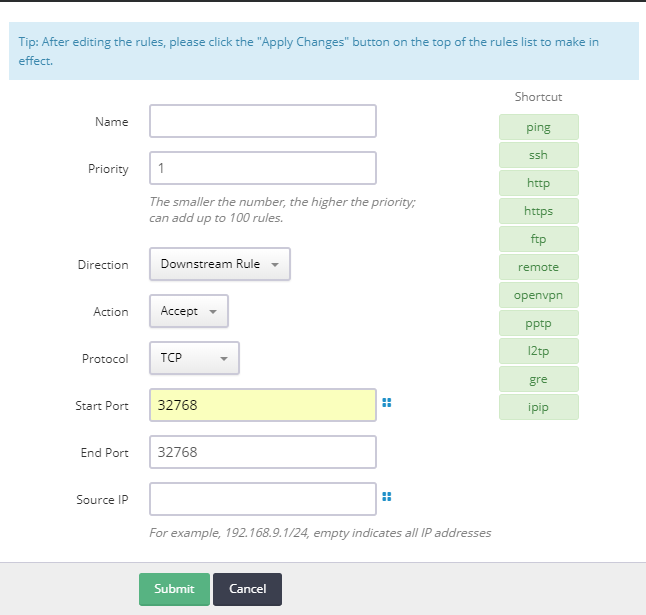 Tip: After editing the rules, please click the "Apply Changes" button on the top of the rules list to make in
effect.
Shortcut
Name
Priority
1
The smaller the number, the higher the priority;
can add up to 100 rules.
Direction
Downstream Rule
Action
Accept
Protocol
TCP
Start Port
32768
End Port
32768
Source IP
For example, 192.168.9.1/24, empty indicates all IP addresses
ping
ssh
http
https
ftp
remote
openvpn
pptp
l2tp
gre
ipip
Submit
Cancel